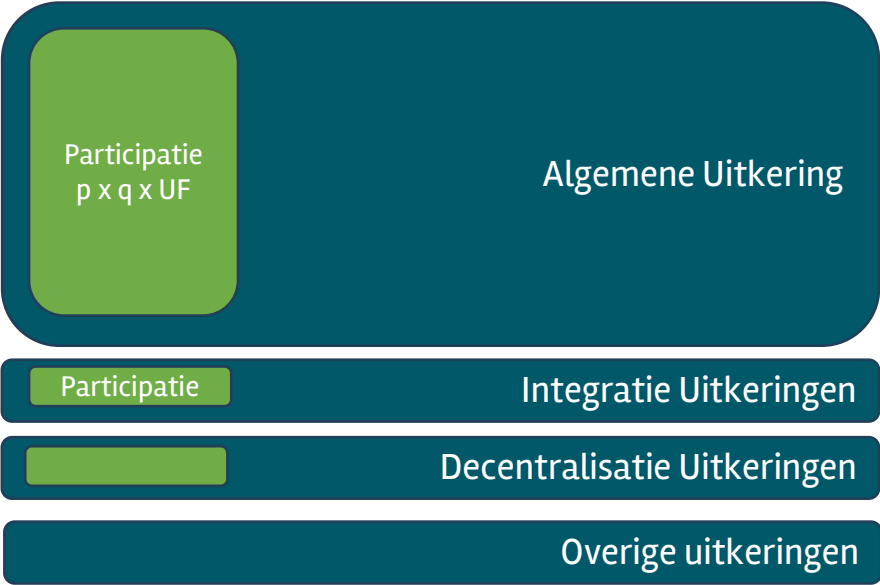 Participatie
p x q x UF
Algemene Uitkering
Participatie
Integratie Uitkeringen
Decentralisatie Uitkeringen
Overige uitkeringen